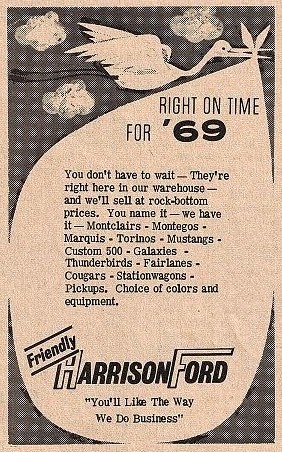 RIGHT ON TIME
FOR '69
You don't have to wait — They're
right here in our warehouse —
and we'll sell at rock-bottom
prices. You name it — we have
it — Montclairs - Montegos -
Marquis - Torinos - Mustangs -
Custom 500 - Galaxies -
Thunderbirds - Fairlanes -
Cougars - Stationwagons -
Pickups. Choice of colors and
equipment.
Friendly
HARRISON FORD
"You'll Like The Way
We Do Business"